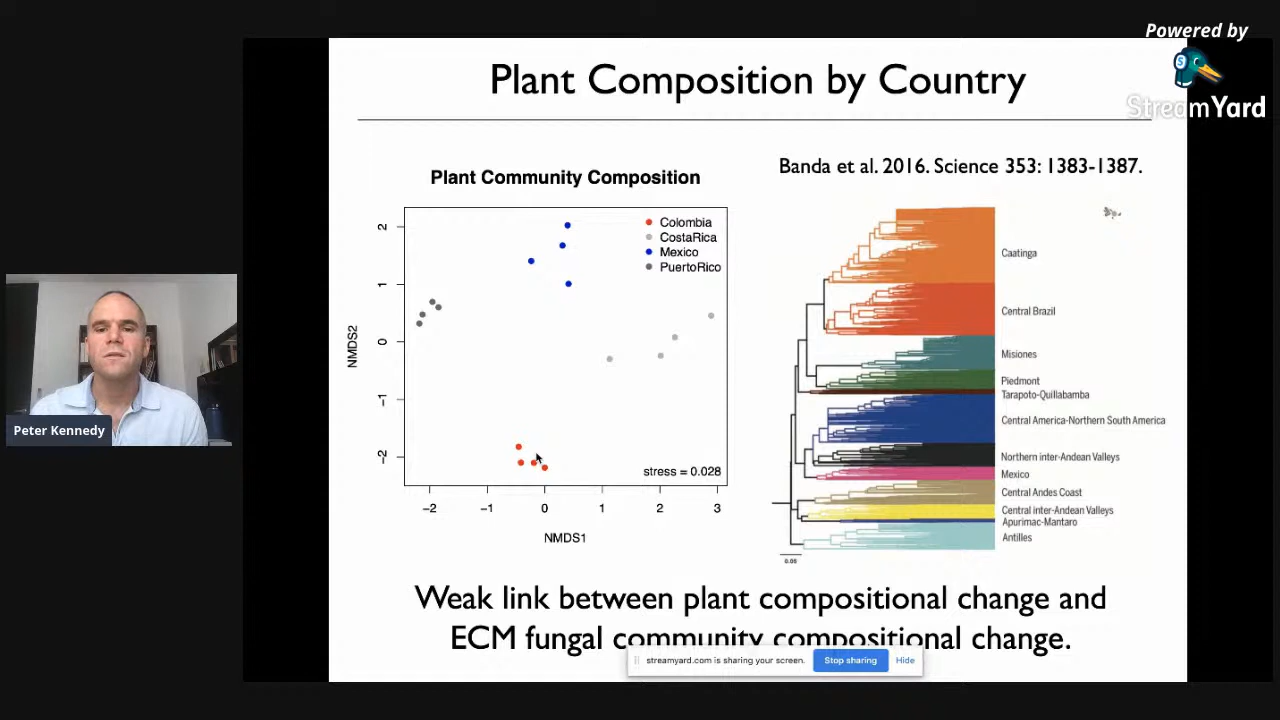 Powered by
StreamYard
Plant Composition by Country
Banda et al. 2016. Science 353: 1383-1387.
Plant Community Composition
Colombia
CostaRica
Mexico
PuertoRico
2
1
0
−1
−2
NMDS2
stress = 0.028
−2 −1 0 1 2 3
NMDS1
Caatinga
Central Brazil
Misiones
Piedmont
Tarapoto-Quillabamba
Central America-Northern South America
Northern inter-Andean Valleys
Mexico
Central Andes Coast
Central inter-Andean Valleys
Apurimac-Mantaro
Antilles
0.05
Peter Kennedy
Weak link between plant compositional change and
ECM fungal community compositional change.
streamyard.com is sharing your screen. Stop sharing Hide